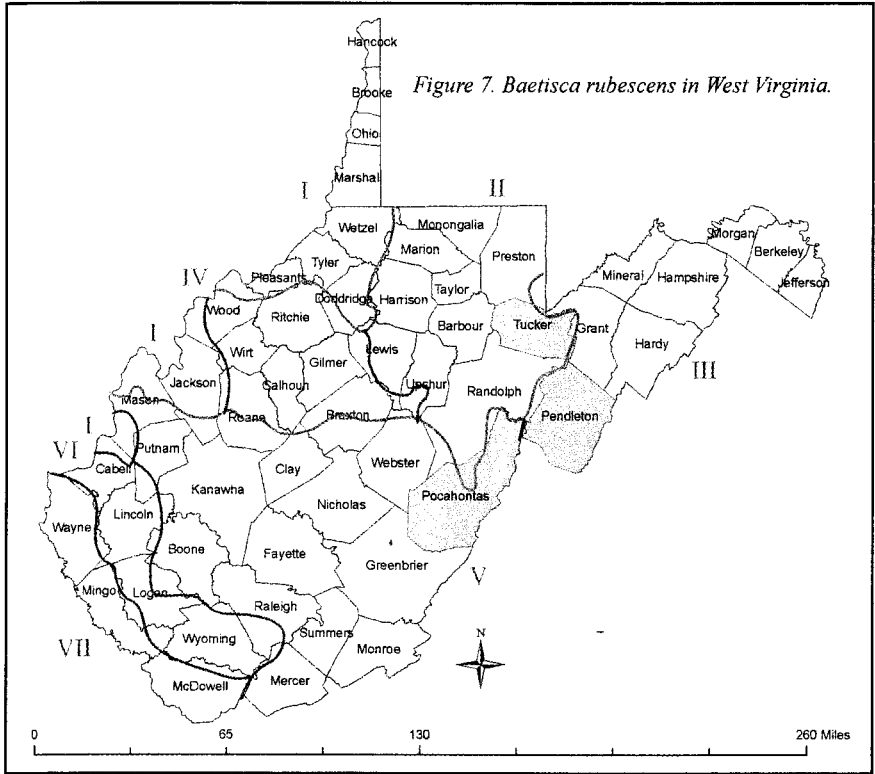 Hancock
Figure 7. Baetisca rubescens in West Virginia.
Brooke
Ohio
Marshal
I
II
Wetzel
Monongalia
Marion
Preston
Morgan
Berkeley
Jefferson
Tyler
Pleasants
Mineral
Hampshire
IV
Doddridge
Harrison
Taylor
Wood
Ritchie
Barbour
Tucker
Grant
Hardy
III
I
Wirt
Lewis
Gilmer
Upshur
Jackson
Calhoun
Randolph
Mason
Roane
Braxton
Pendleton
I
VI
Putnam
Cabell
Clay
Webster
Kanawha
Pocahontas
Wayne
Lincoln
Nicholas
Boone
Fayette
Greenbrier
V
Mingo
Logan
Raleigh
Summers
N
VII
Wyoming
Monroe
McDowell
Mercer
0 65 130 260 Miles